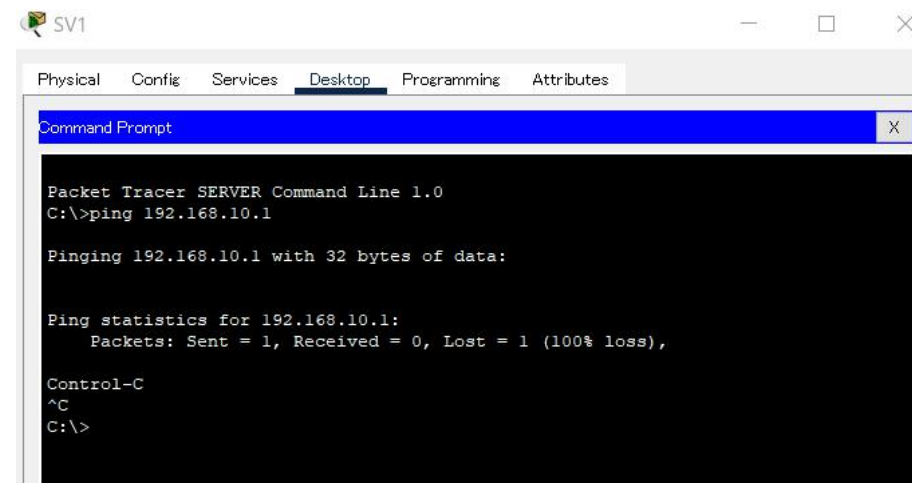 SV1
Physical Config Services Desktop Programming Attributes
Command Prompt X
Packet Tracer SERVER Command Line 1.0
C:\>ping 192.168.10.1
Pinging 192.168.10.1 with 32 bytes of data:
Ping statistics for 192.168.10.1:
Packets: Sent = 1, Received = 0, Lost = 1 (100% loss),
Control-C
^C
C:\>